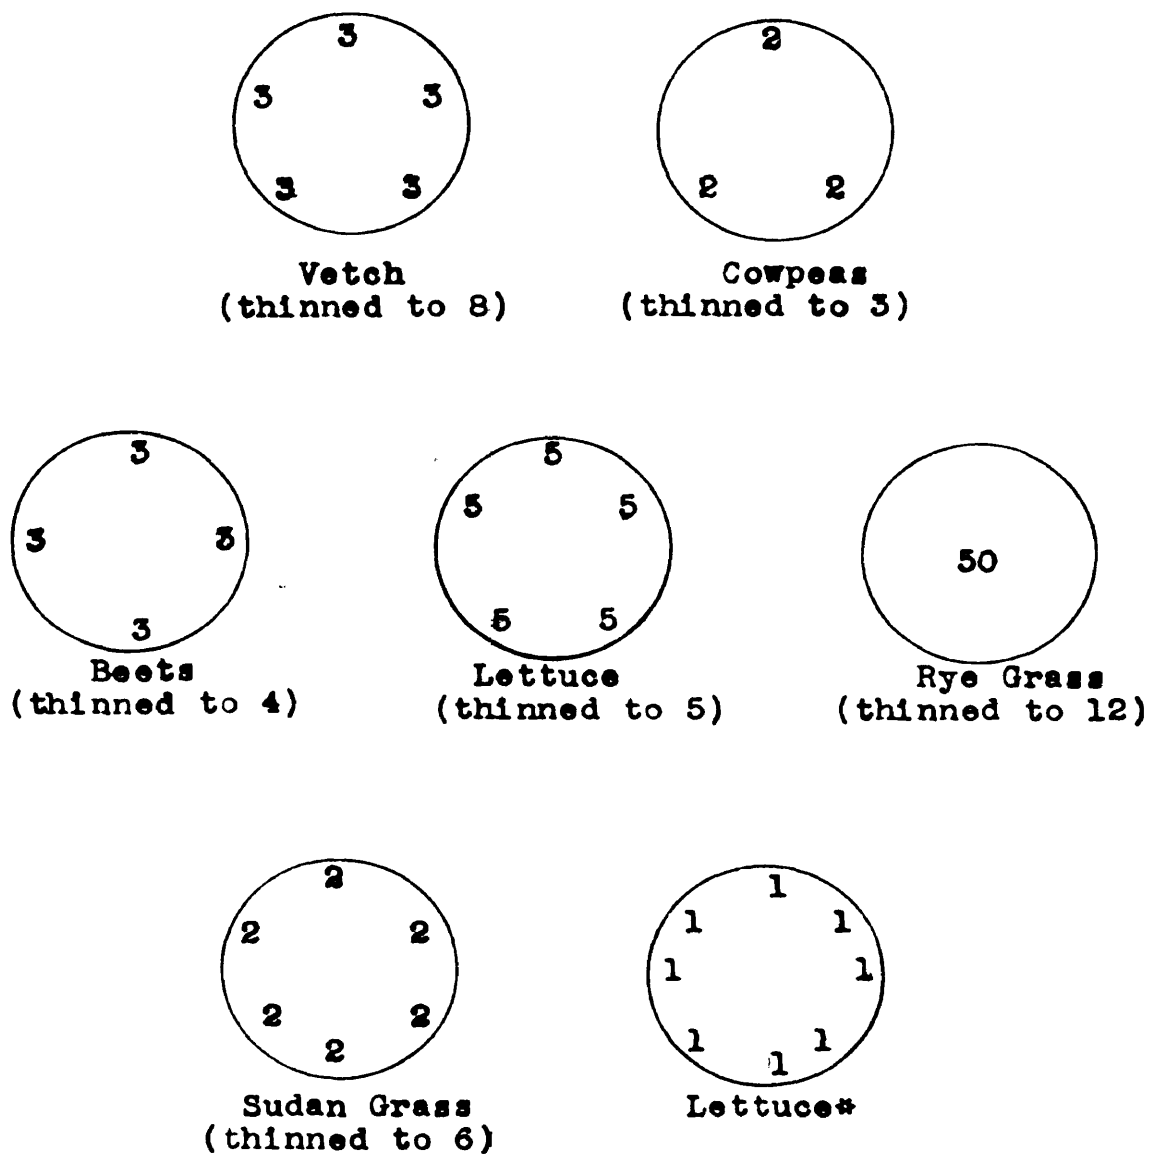 3
3 3
3 3
Vetch
(thinned to 8)
2
2 2
Cowpeas
(thinned to 3)
3
3 3
3
Beets
(thinned to 4)
5
5 5
5 5
Lettuce
(thinned to 5)
50
Rye Grass
(thinned to 12)
2
2 2
2 2
2
Sudan Grass
(thinned to 6)
1
1 1
1 1
1 1
1
Lettuce*